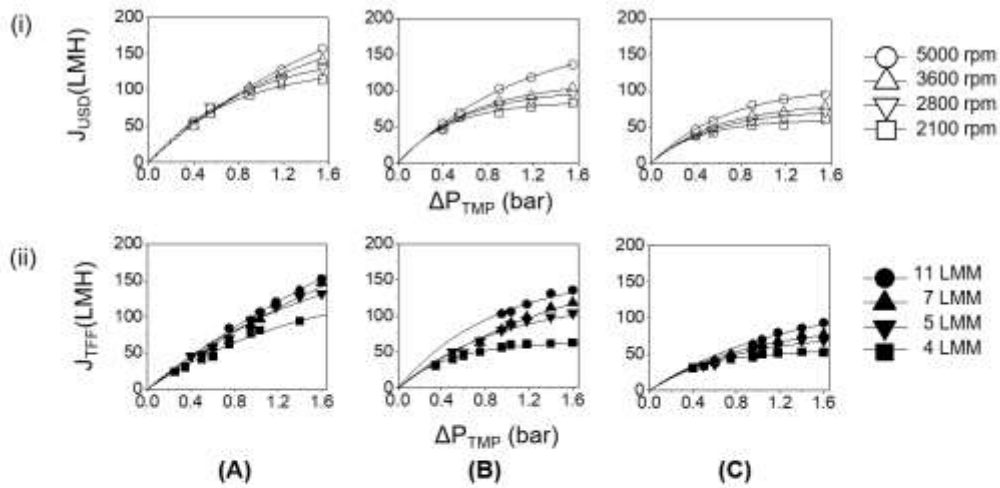 (i)
J_USD(LMH)
200
150
100
50
0
0.0 0.4 0.8 1.2 1.6
200
150
100
50
0
0.0 0.4 0.8 1.2 1.6
200
150
100
50
0
0.0 0.4 0.8 1.2 1.6
ΔP_TMP (bar)
5000 rpm
3600 rpm
2800 rpm
2100 rpm
(ii)
J_TFF(LMH)
200
150
100
50
0
0.0 0.4 0.8 1.2 1.6
200
150
100
50
0
0.0 0.4 0.8 1.2 1.6
200
150
100
50
0
0.0 0.4 0.8 1.2 1.6
ΔP_TMP (bar)
11 LMM
7 LMM
5 LMM
4 LMM
(A) (B) (C)